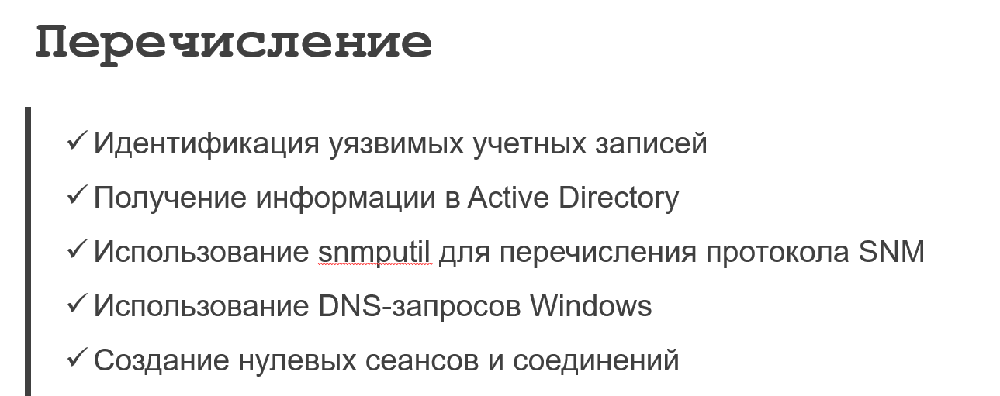 Перечисление
✓ Идентификация уязвимых учетных записей
✓ Получение информации в Active Directory
✓ Использование snmputil для перечисления протокола SNM
✓ Использование DNS-запросов Windows
✓ Создание нулевых сеансов и соединений